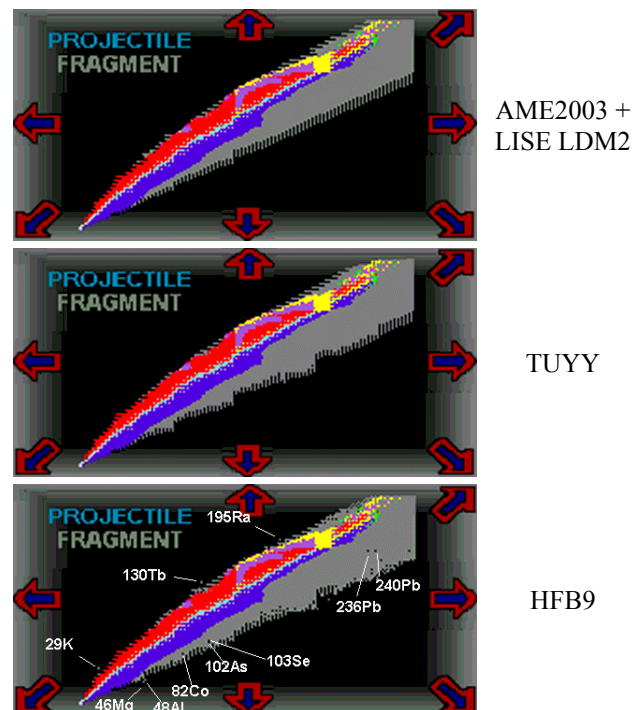 PROJECTILE
FRAGMENT
AME2003 +
LISE LDM2
PROJECTILE
FRAGMENT
TUYY
PROJECTILE
FRAGMENT
195Ra
130Tb
240Pb
236Pb
HFB9
29K
103Se
102As
82Co
46Mg
48Al